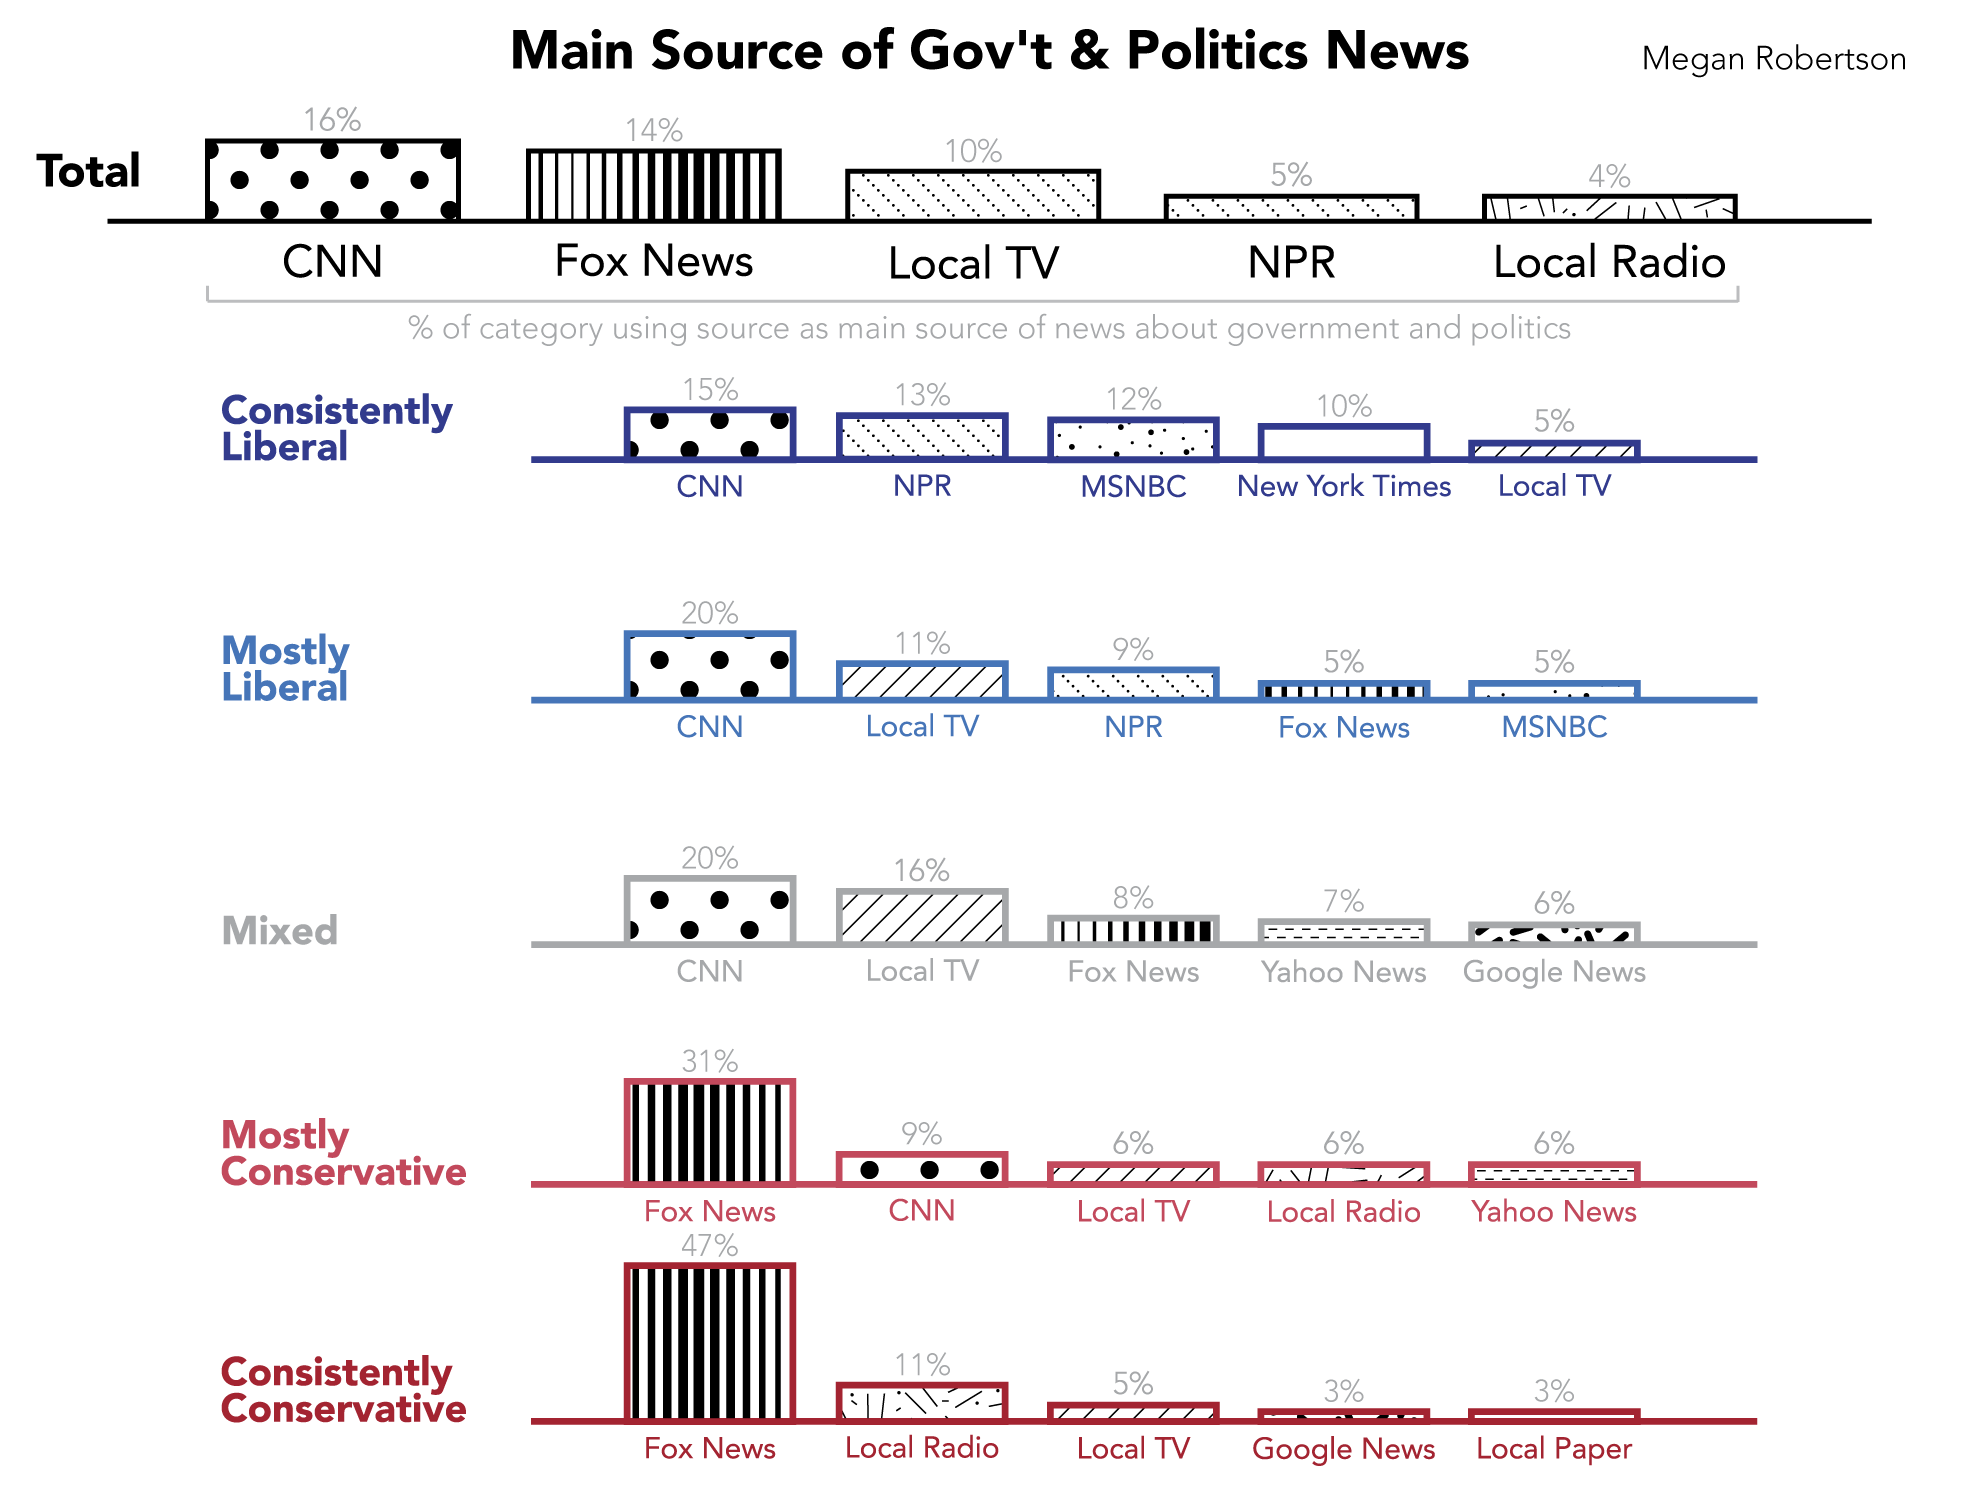 Main Source of Gov't & Politics News
Megan Robertson
16%
14%
10%
5%
4%
Total
CNN
Fox News
Local TV
NPR
Local Radio
% of category using source as main source of news about government and politics
15%
13%
12%
10%
5%
Consistently
Liberal
CNN
NPR
MSNBC
New York Times
Local TV
20%
11%
9%
5%
5%
Mostly
Liberal
CNN
Local TV
NPR
Fox News
MSNBC
20%
16%
8%
7%
6%
Mixed
CNN
Local TV
Fox News
Yahoo News
Google News
31%
9%
6%
6%
6%
Mostly
Conservative
Fox News
CNN
Local TV
Local Radio
Yahoo News
47%
11%
5%
3%
3%
Consistently
Conservative
Fox News
Local Radio
Local TV
Google News
Local Paper